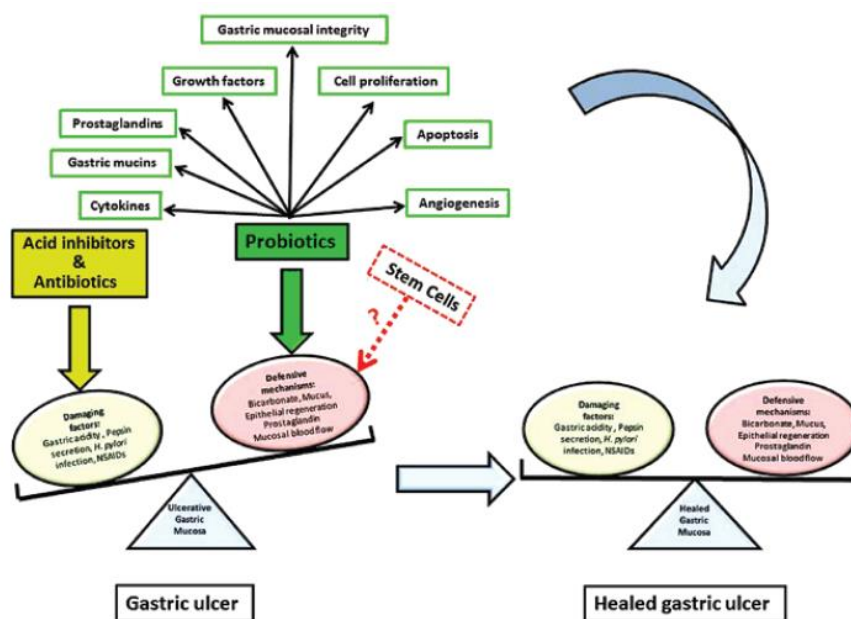 Gastric mucosal integrity
Growth factors
Cell proliferation
Prostaglandins
Apoptosis
Gastric mucins
Cytokines
Angiogenesis
Acid inhibitors
&
Antibiotics
Probiotics
Stem Cells
?
Damaging
factors:
Gastric acidity , Pepsin
secretion, H. pylori
infection, NSAIDs
Defensive
mechanisms:
Bicarbonate, Mucus,
Epithelial regeneration
Prostaglandin
Mucosal bloodflow
Ulcerative
Gastric
Mucosa
Gastric ulcer
Damaging
factors:
Gastric acidity , Pepsin
secretion, H. pylori
infection, NSAIDs
Defensive
mechanisms:
Bicarbonate, Mucus,
Epithelial regeneration
Prostaglandin
Mucosal bloodflow
Healed
Gastric
Mucosa
Healed gastric ulcer